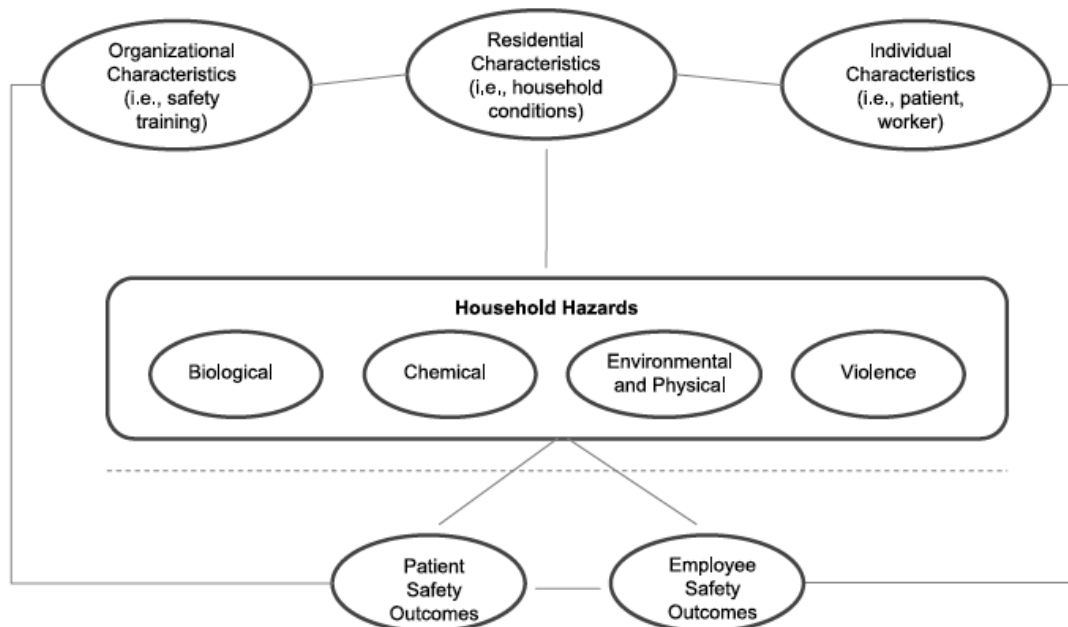 Organizational
Characteristics
(i.e., safety
training)
Residential
Characteristics
(i.e., household
conditions)
Individual
Characteristics
(i.e., patient,
worker)
Household Hazards
Biological
Chemical
Environmental
and Physical
Violence
Patient
Safety
Outcomes
Employee
Safety
Outcomes